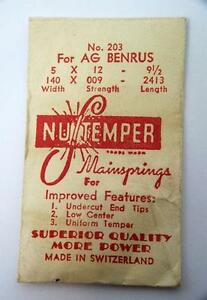 No. 203
For AG BENRUS
5 X 12 - 9½
140 X 009 - 2413
Width Strength Length
NU-TEMPER
TRADE MARK
Mainsprings
For
Improved Features:
1. Undercut End Tips
2. Low Center
3. Uniform Temper
SUPERIOR QUALITY
MORE POWER
MADE IN SWITZERLAND